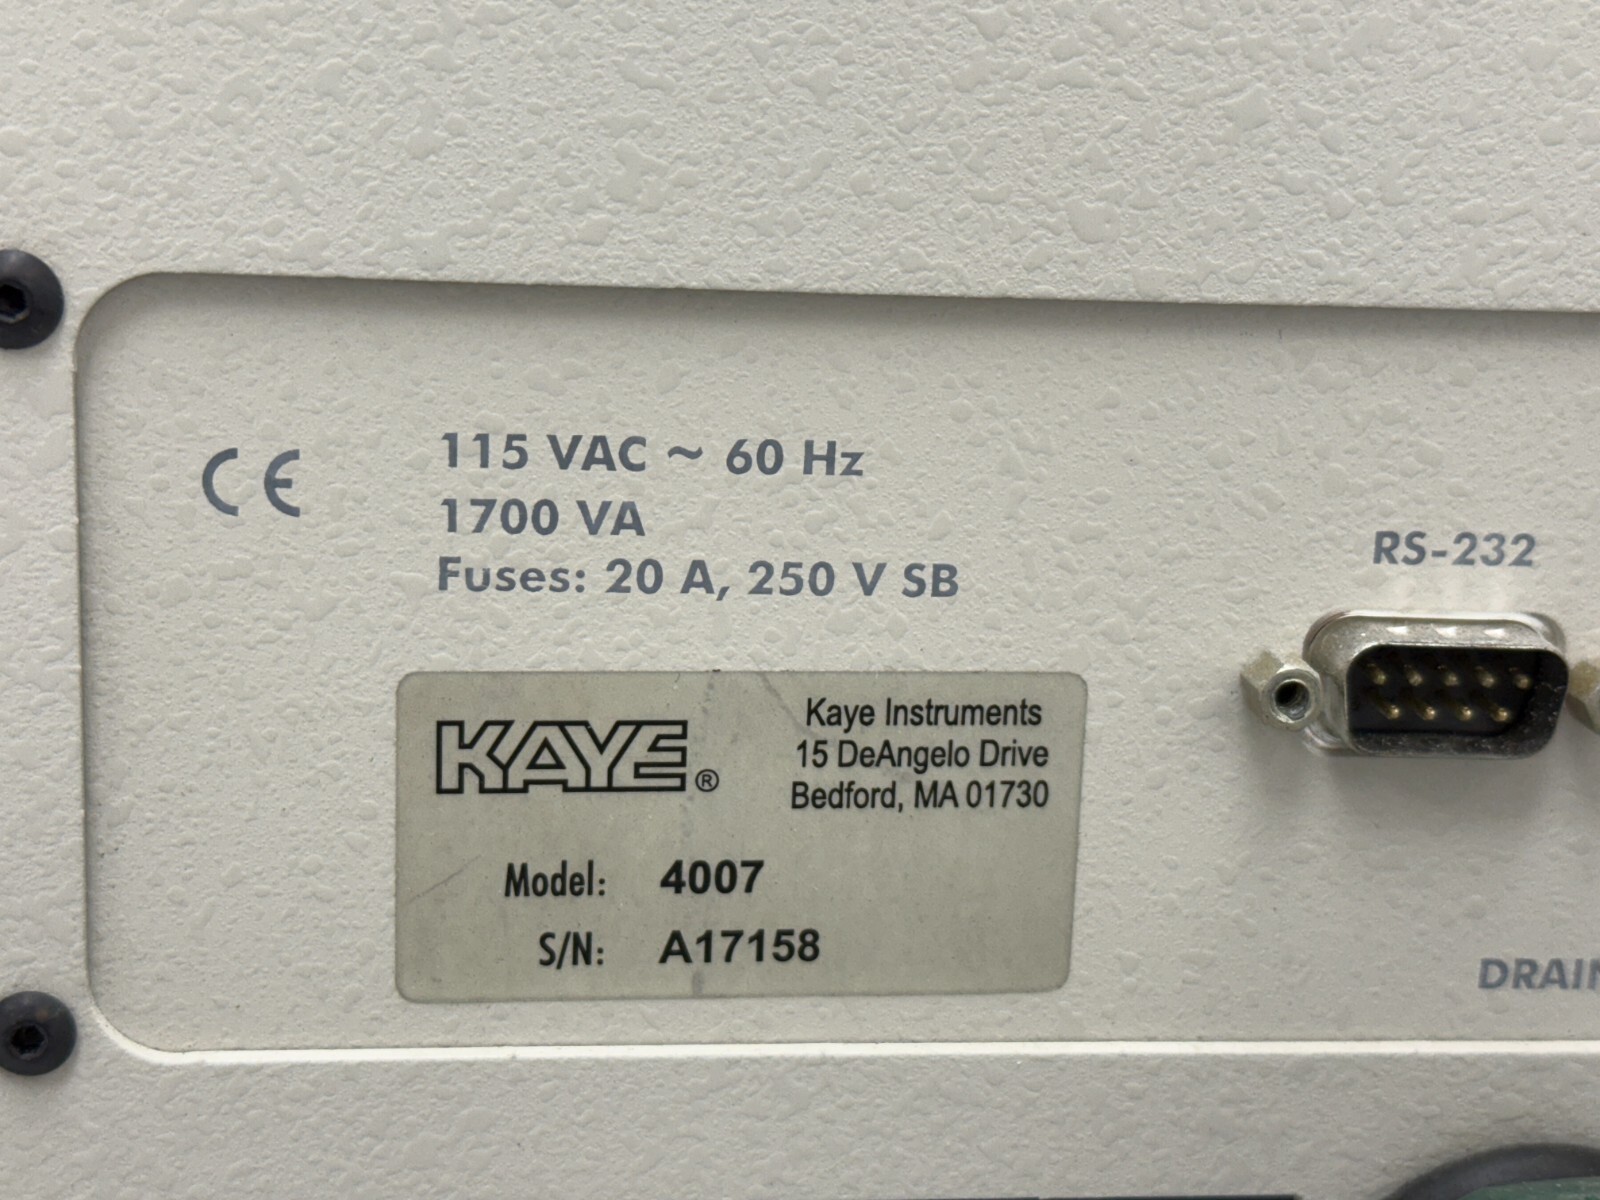 CE
115 VAC ~ 60 Hz
1700 VA
Fuses: 20 A, 250 V SB
RS-232
KAYE®
Kaye Instruments
15 DeAngelo Drive
Bedford, MA 01730
Model: 4007
S/N: A17158
DRAIN